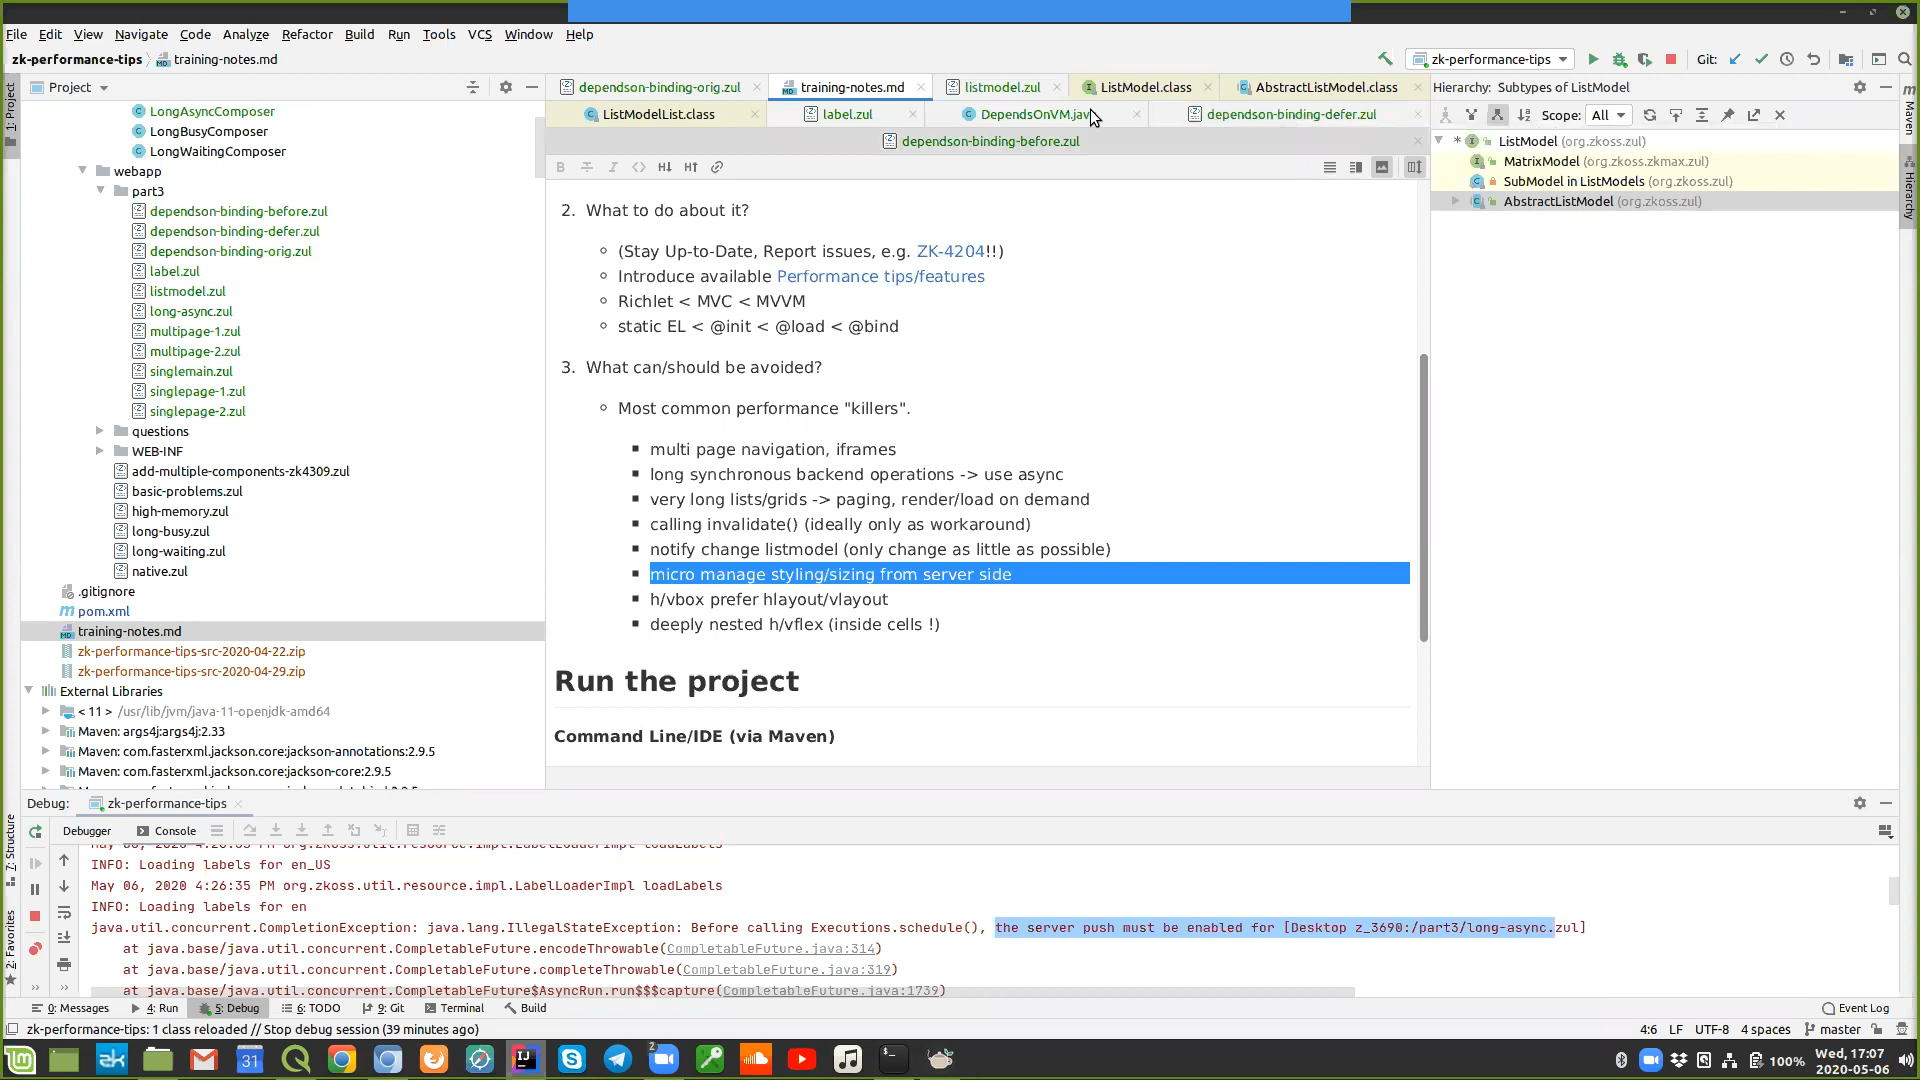 File Edit View Navigate Code Analyze Refactor Build Run Tools VCS Window Help
zk-performance-tips training-notes.md
zk-performance-tips Git:
Project
LongAsyncComposer
LongBusyComposer
LongWaitingComposer
webapp
part3
dependson-binding-before.zul
dependson-binding-defer.zul
dependson-binding-orig.zul
label.zul
listmodel.zul
long-async.zul
multipage-1.zul
multipage-2.zul
singlemain.zul
singlepage-1.zul
singlepage-2.zul
questions
WEB-INF
add-multiple-components-zk4309.zul
basic-problems.zul
high-memory.zul
long-busy.zul
long-waiting.zul
native.zul
.gitignore
pom.xml
training-notes.md
zk-performance-tips-src-2020-04-22.zip
zk-performance-tips-src-2020-04-29.zip
External Libraries
< 11 > /usr/lib/jvm/java-11-openjdk-amd64
Maven: args4j:args4j:2.33
Maven: com.fasterxml.jackson.core:jackson-annotations:2.9.5
Maven: com.fasterxml.jackson.core:jackson-core:2.9.5
1: Project
7: Structure
2: Favorites
dependson-binding-orig.zul training-notes.md listmodel.zul ListModel.class AbstractListModel.class
ListModelList.class label.zul DependsOnVM.jav dependson-binding-defer.zul
dependson-binding-before.zul
2. What to do about it?
(Stay Up-to-Date, Report issues, e.g. ZK-4204!!)
Introduce available Performance tips/features
Richlet < MVC < MVVM
static EL < @init < @load < @bind
3. What can/should be avoided?
Most common performance "killers".
multi page navigation, iframes
long synchronous backend operations -> use async
very long lists/grids -> paging, render/load on demand
calling invalidate() (ideally only as workaround)
notify change listmodel (only change as little as possible)
micro manage styling/sizing from server side
h/vbox prefer hlayout/vlayout
deeply nested h/vflex (inside cells !)
Run the project
Command Line/IDE (via Maven)
Hierarchy: Subtypes of ListModel
Scope: All
* ListModel (org.zkoss.zul)
MatrixModel (org.zkoss.zkmax.zul)
SubModel in ListModels (org.zkoss.zul)
AbstractListModel (org.zkoss.zul)
Maven
Hierarchy
Debug: zk-performance-tips
Debugger Console
INFO: Loading labels for en_US
May 06, 2020 4:26:35 PM org.zkoss.util.resource.impl.LabelLoaderImpl loadLabels
INFO: Loading labels for en
java.util.concurrent.CompletionException: java.lang.IllegalStateException: Before calling Executions.schedule(), the server push must be enabled for [Desktop z_3690:/part3/long-async.zul]
at java.base/java.util.concurrent.CompletableFuture.encodeThrowable(CompletableFuture.java:314)
at java.base/java.util.concurrent.CompletableFuture.completeThrowable(CompletableFuture.java:319)
at java.base/java.util.concurrent.CompletableFuture$AsyncRun.run$$$capture(CompletableFuture.java:1739)
0: Messages 4: Run 5: Debug 6: TODO 9: Git Terminal Build Event Log
zk-performance-tips: 1 class reloaded // Stop debug session (39 minutes ago) 4:6 LF UTF-8 4 spaces master
zk 31 IJ 2 100% Wed, 17:07
2020-05-06